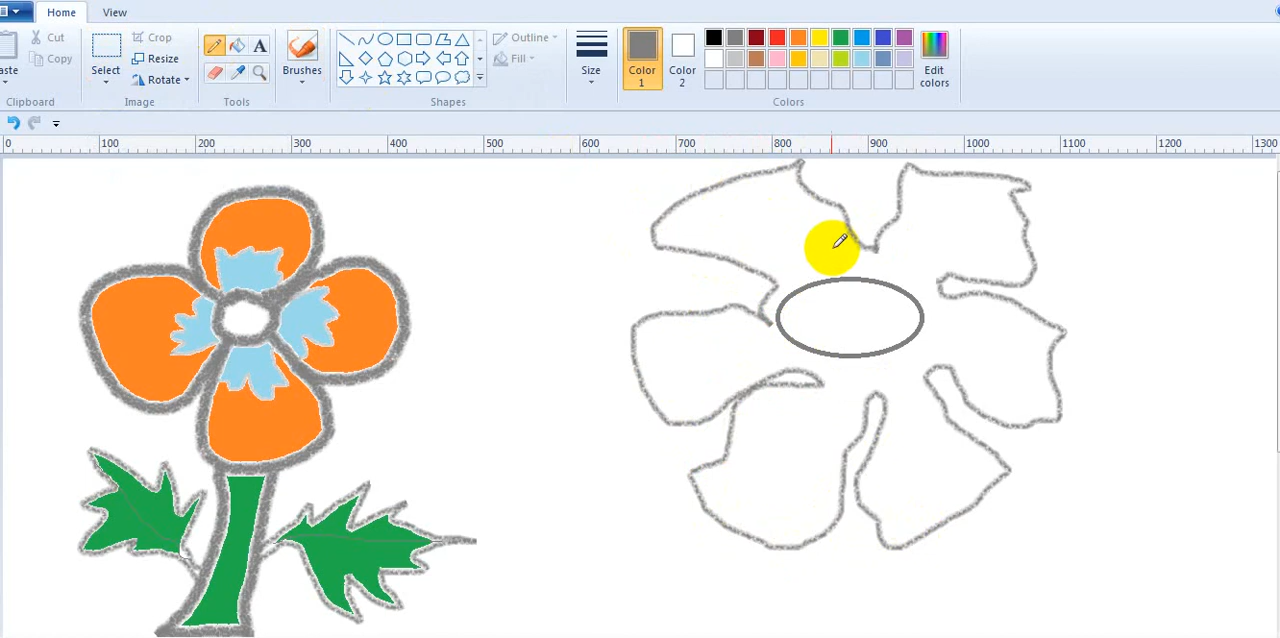 Home View
Cut
Copy
aste
Clipboard
Crop
Resize
Rotate
Select
Image
A
Tools
Brushes
Outline
Fill
Shapes
Size
Color 1
Color 2
Edit colors
Colors
0 100 200 300 400 500 600 700 800 900 1000 1100 1200 1300